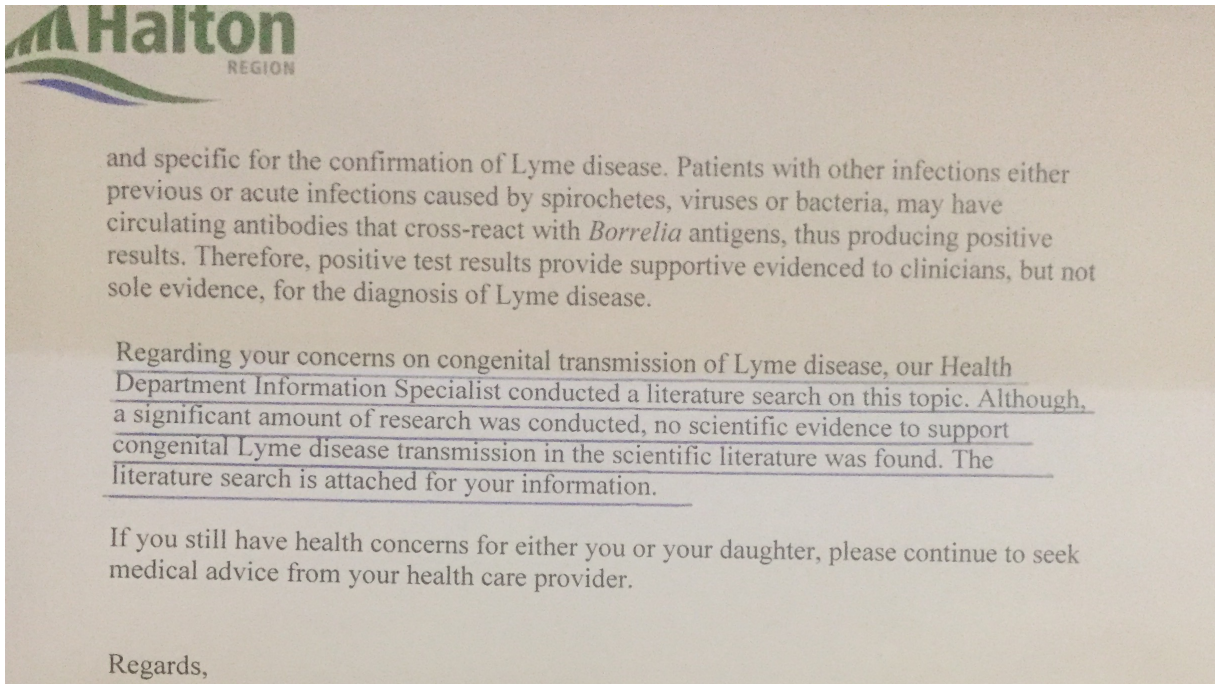 Halton
REGION
and specific for the confirmation of Lyme disease. Patients with other infections either
previous or acute infections caused by spirochetes, viruses or bacteria, may have
circulating antibodies that cross-react with Borrelia antigens, thus producing positive
results. Therefore, positive test results provide supportive evidenced to clinicians, but not
sole evidence, for the diagnosis of Lyme disease.
Regarding your concerns on congenital transmission of Lyme disease, our Health
Department Information Specialist conducted a literature search on this topic. Although,
a significant amount of research was conducted, no scientific evidence to support
congenital Lyme disease transmission in the scientific literature was found. The
literature search is attached for your information.
If you still have health concerns for either you or your daughter, please continue to seek
medical advice from your health care provider.
Regards,